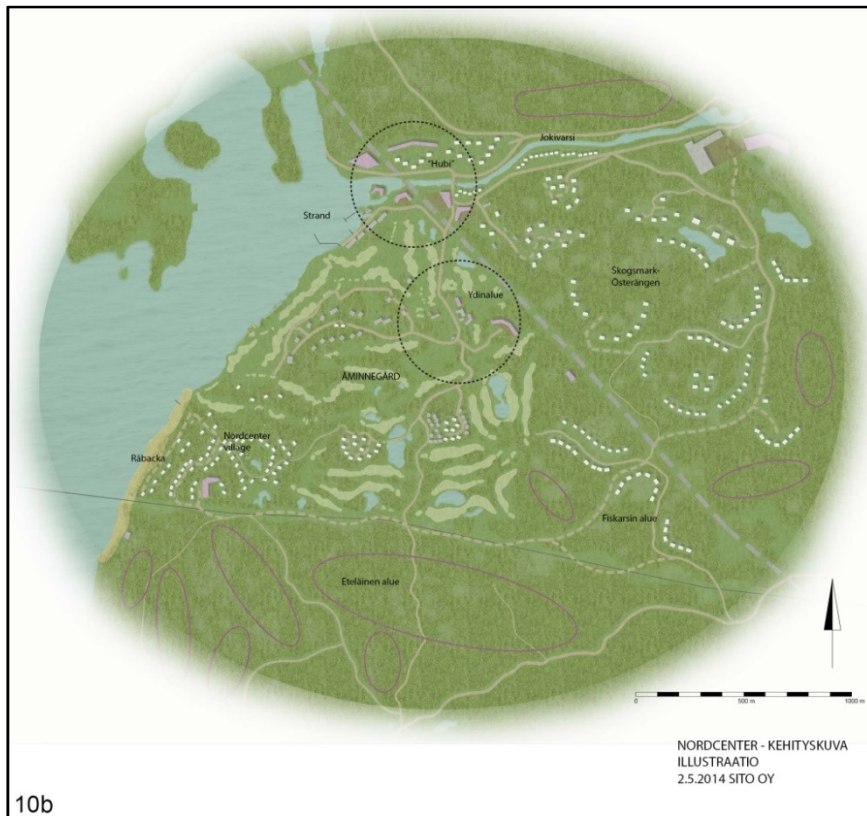 Jokivarsi
"Hubi"
Strand
Skogsmark-
Österängen
Ydinalue
ÅMINNEGÅRD
Nordcenter
village
Råbacka
Fiskarsin alue
Eteläinen alue
0
500 m
1000 m
NORDCENTER - KEHITYSKUVA
ILLUSTRAATIO
2.5.2014 SITO OY
10b